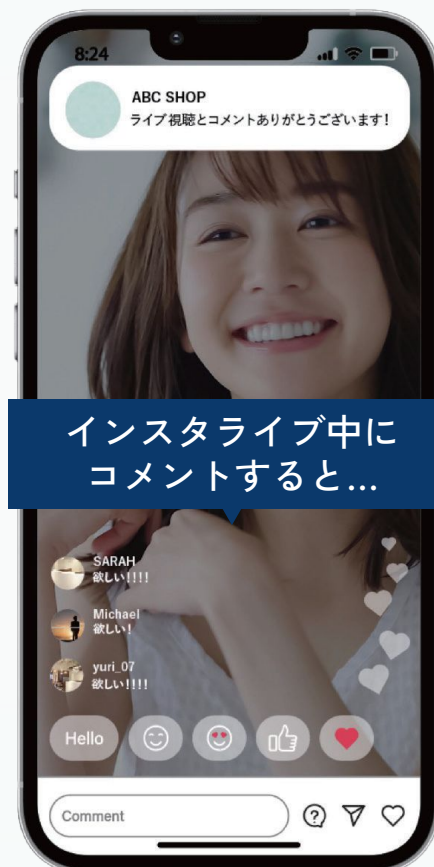 8:24
ABC SHOP
ライブ視聴とコメントありがとうございます!
インスタライブ中に
コメントすると...
SARAH
欲しい!!!!
Michael
欲しい!
yuri_07
欲しい!!!!
Hello
Comment